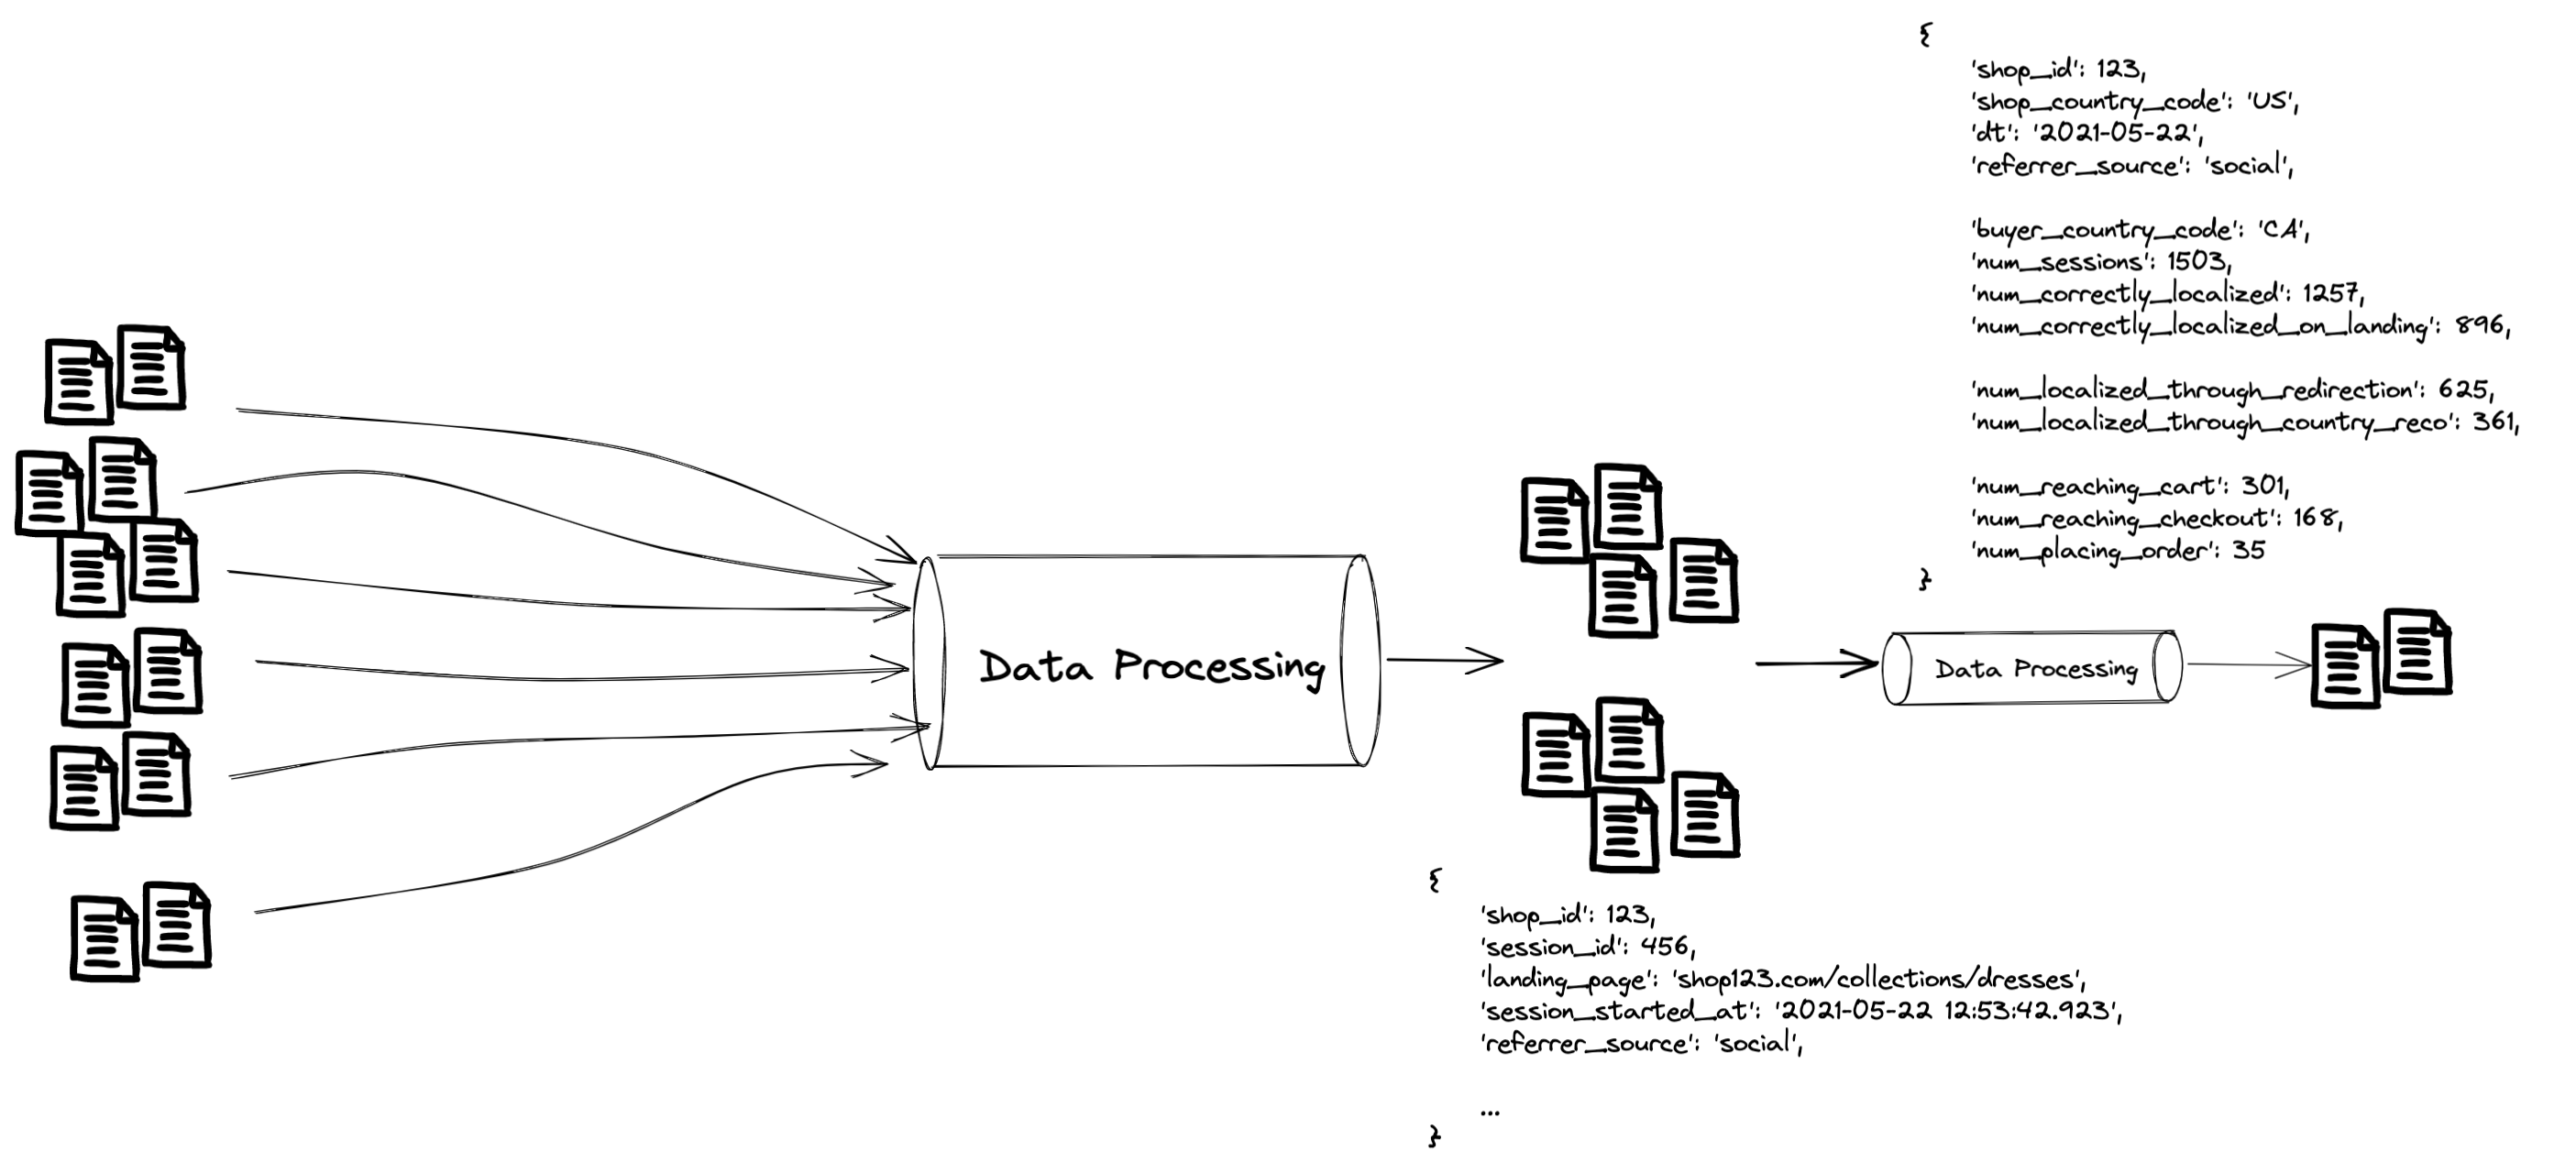 {
'shop_id': 123,
'shop_country_code': 'US',
'dt': '2021-05-22',
'referrer_source': 'social',
'buyer_country_code': 'CA',
'num_sessions': 1503,
'num_correctly_localized': 1257,
'num_correctly_localized_on_landing': 896,
'num_localized_through_redirection': 625,
'num_localized_through_country_reco': 361,
'num_reaching_cart': 301,
'num_reaching_checkout': 168,
'num_placing_order': 35
}
Data Processing
Data Processing
{
'shop_id': 123,
'session_id': 456,
'landing_page': 'shop123.com/collections/dresses',
'session_started_at': '2021-05-22 12:53:42.923',
'referrer_source': 'social',
...
}